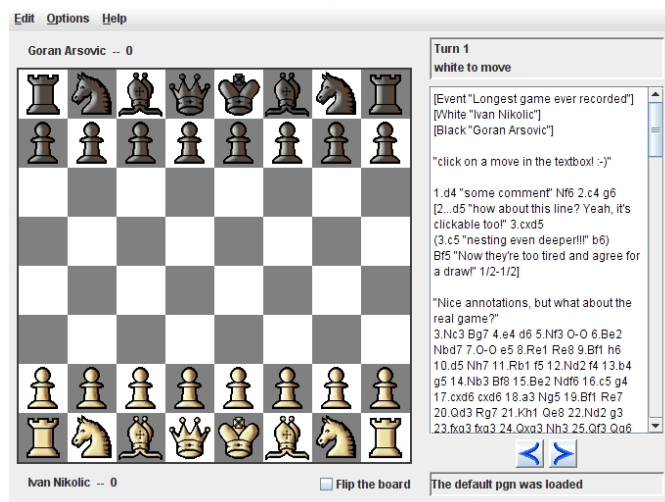 Edit Options Help
Goran Arsovic -- 0
Turn 1
white to move
[Event "Longest game ever recorded"]
[White "Ivan Nikolic"]
[Black "Goran Arsovic"]
"click on a move in the textbox! :-)"
1.d4 "some comment" Nf6 2.c4 g6
[2...d5 "how about this line? Yeah, it's
clickable too!" 3.cxd5
(3.c5 "nesting even deeper!!!" b6)
Bf5 "Now they're too tired and agree for
a draw!" 1/2-1/2]
"Nice annotations, but what about the
real game?"
3.Nc3 Bg7 4.e4 d6 5.Nf3 O-O 6.Be2
Nbd7 7.O-O e5 8.Re1 Re8 9.Bf1 h6
10.d5 Nh7 11.Rb1 f5 12.Nd2 f4 13.b4
g5 14.Nb3 Bf8 15.Be2 Ndf6 16.c5 g4
17.cxd6 cxd6 18.a3 Ng5 19.Bf1 Re7
20.Qd3 Rg7 21.Kh1 Qe8 22.Nd2 g3
23.fxg3 fxg3 24.Qxg3 Nh3 25.Qf3 Qg6
Ivan Nikolic -- 0
Flip the board
The default pgn was loaded